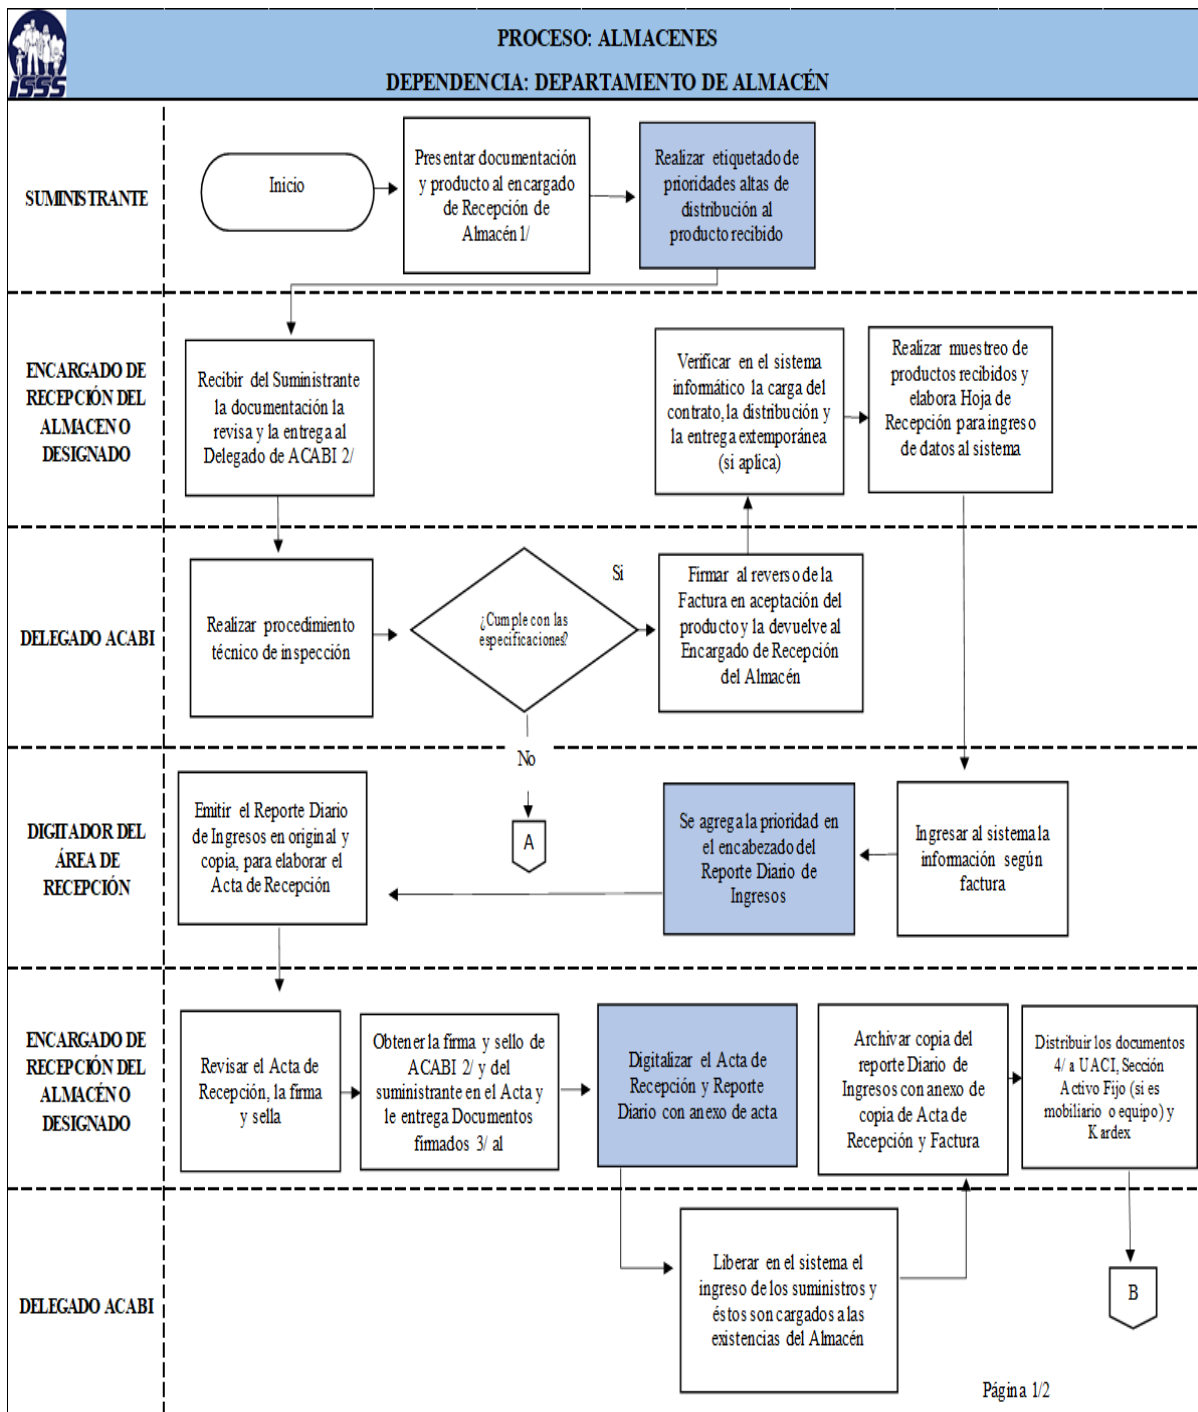 ISSS
PROCESO: ALMACENES
DEPENDENCIA: DEPARTAMENTO DE ALMACÉN
SUMINISTRANTE
Inicio
Presentar documentación
y producto al encargado
de Recepción de
Almacén 1/
Realizar etiquetado de
prioridades altas de
distribución al
producto recibido
ENCARGADO DE
RECEPCIÓN DEL
ALMACEN O
DESIGNADO
Recibir del Suministrante
la documentación la
revisa y la entrega al
Delegado de ACABI 2/
Verificar en el sistema
informático la carga del
contrato, la distribución y
la entrega extemporánea
(si aplica)
Realizar muestreo de
productos recibidos y
elabora Hoja de
Recepción para ingreso
de datos al sistema
DELEGADO ACABI
Realizar procedimiento
técnico de inspección
¿Cumple con las
especificaciones?
Si
Firmar al reverso de la
Factura en aceptación del
producto y la devuelve al
Encargado de Recepción
del Almacén
No
A
DIGITADOR DEL
ÁREA DE
RECEPCIÓN
Emitir el Reporte Diario
de Ingresos en original y
copia, para elaborar el
Acta de Recepción
Se agrega la prioridad en
el encabezado del
Reporte Diario de
Ingresos
Ingresar al sistema la
información según
factura
ENCARGADO DE
RECEPCIÓN DEL
ALMACÉN O
DESIGNADO
Revisar el Acta de
Recepción, la firma
y sella
Obtener la firma y sello de
ACABI 2/ y del
suministrante en el Acta y
le entrega Documentos
firmados 3/ al
Digitalizar el Acta de
Recepción y Reporte
Diario con anexo de acta
Archivar copia del
reporte Diario de
Ingresos con anexo de
copia de Acta de
Recepción y Factura
Distribuir los documentos
4/ a UACI, Sección
Activo Fijo (si es
mobiliario o equipo) y
Kardex
DELEGADO ACABI
Liberar en el sistema el
ingreso de los suministros y
éstos son cargados a las
existencias del Almacén
B
Página 1/2